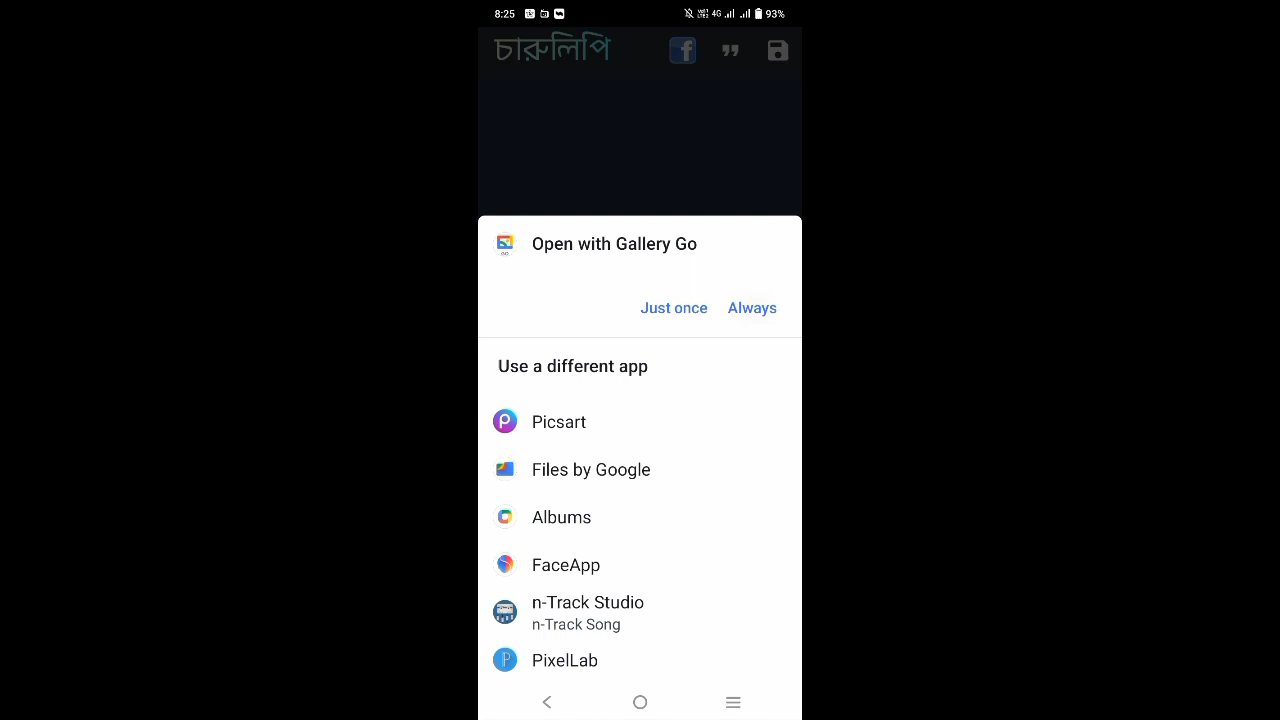 8:25 4G 93%
চারুলিপি
Open with Gallery Go
Just once Always
Use a different app
Picsart
Files by Google
Albums
FaceApp
n-Track Studio
n-Track Song
PixelLab